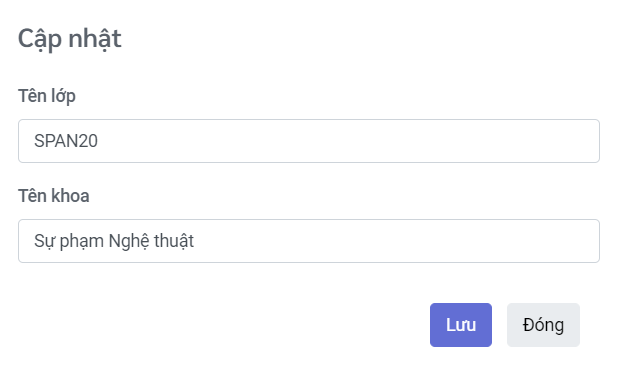 Cập nhật
Tên lớp
SPAN20
Tên khoa
Sự phạm Nghệ thuật
Lưu
Đóng